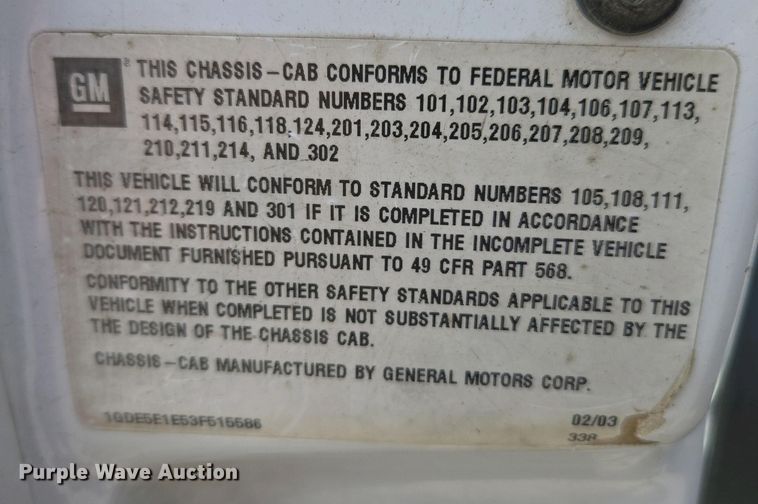 GM
® THIS CHASSIS-CAB CONFORMS TO FEDERAL MOTOR VEHICLE
SAFETY STANDARD NUMBERS 101,102,103,104,106,107,113,
114,115,116,118,124,201,203,204,205,206,207,208,209,
210,211,214, AND 302
THIS VEHICLE WILL CONFORM TO STANDARD NUMBERS 105,108,111,
120,121,212,219 AND 301 IF IT IS COMPLETED IN ACCORDANCE
WITH THE INSTRUCTIONS CONTAINED IN THE INCOMPLETE VEHICLE
DOCUMENT FURNISHED PURSUANT TO 49 CFR PART 568.
CONFORMITY TO THE OTHER SAFETY STANDARDS APPLICABLE TO THIS
VEHICLE WHEN COMPLETED IS NOT SUBSTANTIALLY AFFECTED BY THE
THE DESIGN OF THE CHASSIS CAB.
CHASSIS-CAB MANUFACTURED BY GENERAL MOTORS CORP.
1GDE5E1E53F515586
02/03
338
Purple Wave Auction